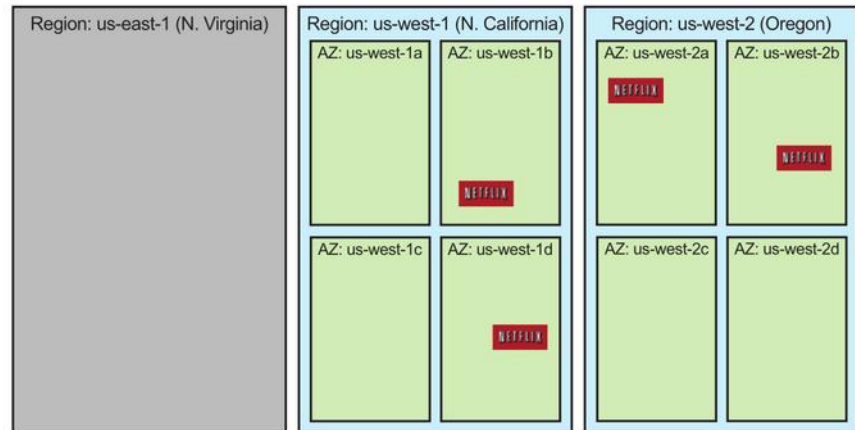 Region: us-east-1 (N. Virginia)
Region: us-west-1 (N. California)
AZ: us-west-1a
AZ: us-west-1b
NETFLIX
AZ: us-west-1c
AZ: us-west-1d
NETFLIX
Region: us-west-2 (Oregon)
AZ: us-west-2a
NETFLIX
AZ: us-west-2b
NETFLIX
AZ: us-west-2c
AZ: us-west-2d